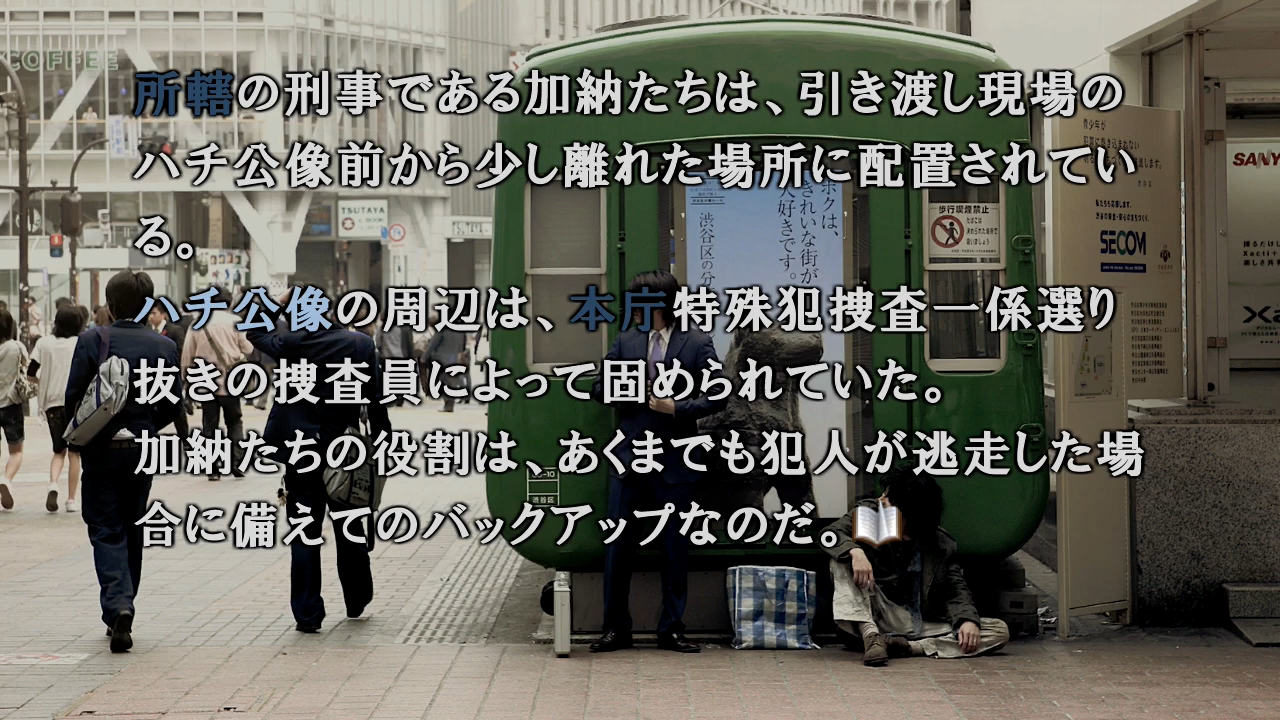 所轄の刑事である加納たちは、引き渡し現場の
ハチ公像前から少し離れた場所に配置されてい
る。
ハチ公像の周辺は、本庁特殊犯捜査一係選り
抜きの捜査員によって固められていた。
加納たちの役割は、あくまでも犯人が逃走した場
合に備えてのバックアップなのだ。
COFFEE
TSUTAYA
TSUTAYA
渋谷区の
きれいな街が
大好きです。
歩行喫煙禁止
SECOM
SANY
Xa
渋谷区